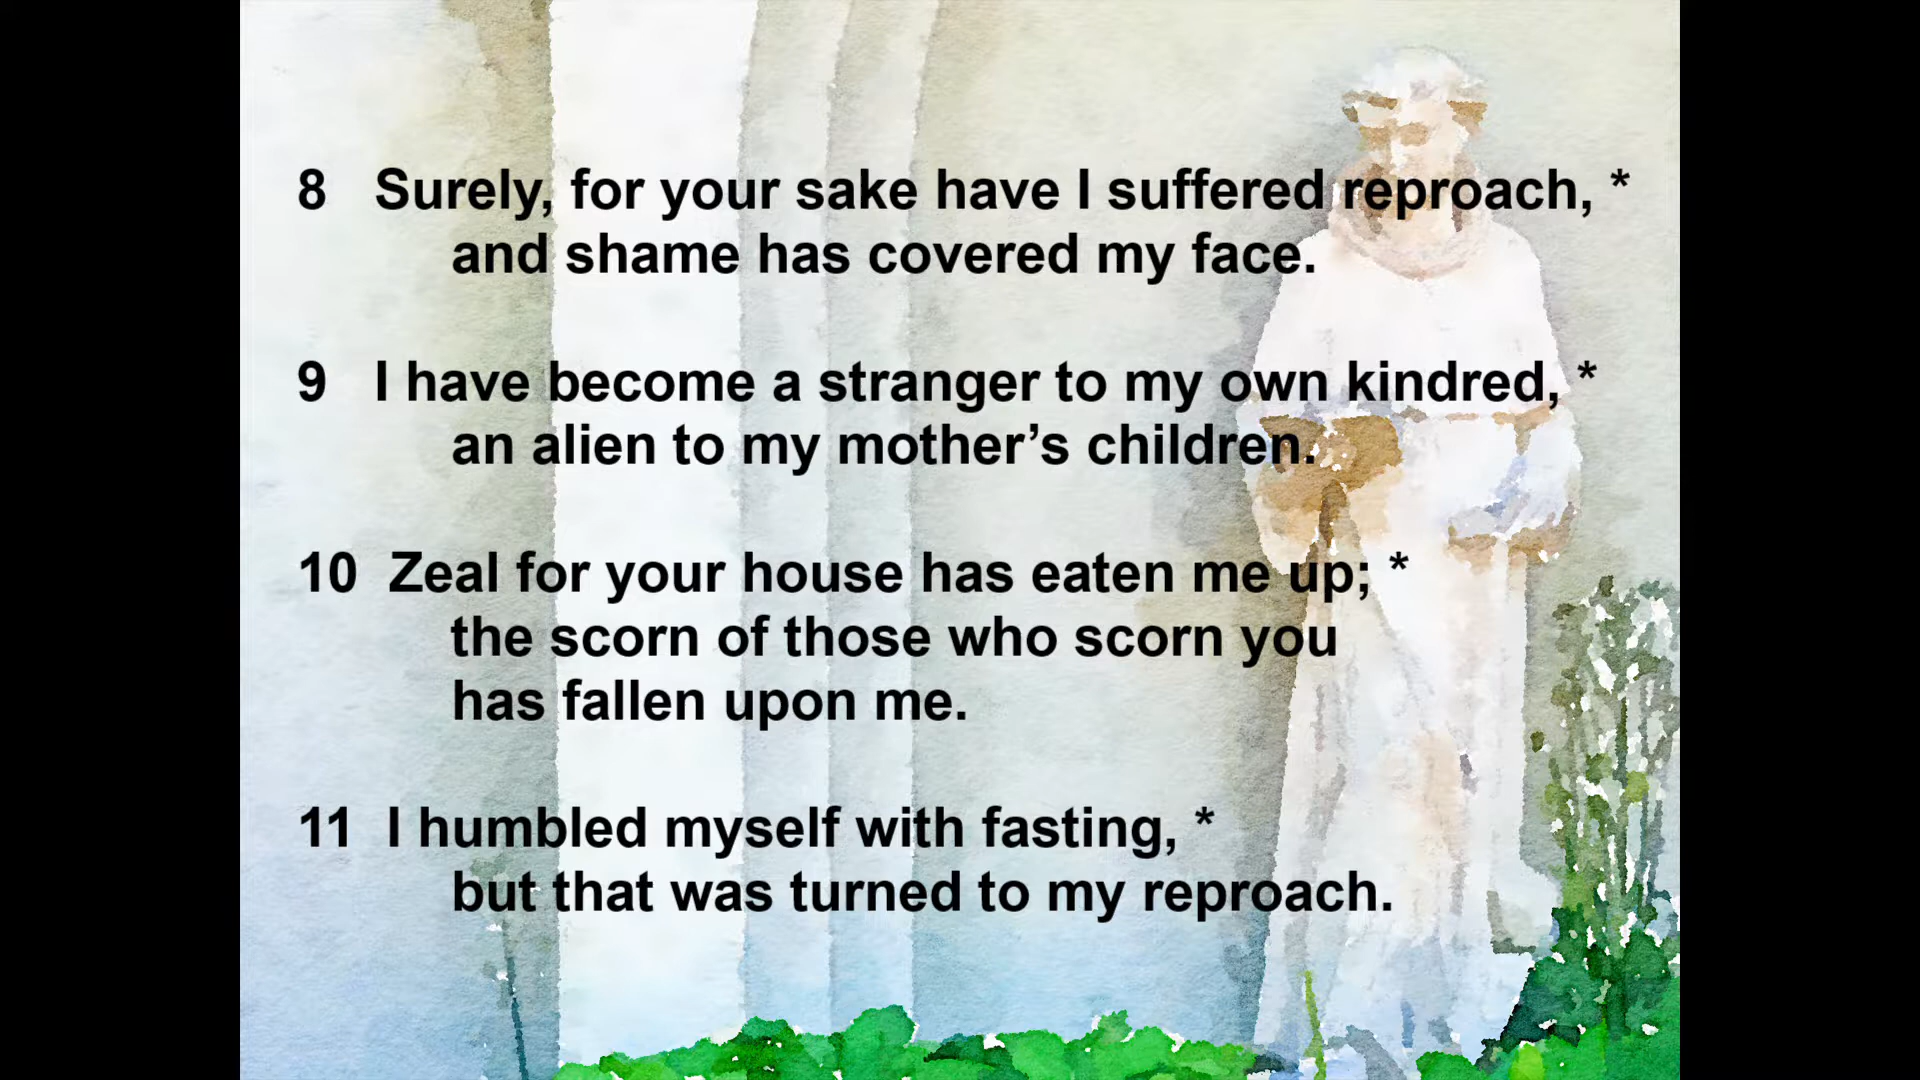 8 Surely, for your sake have I suffered reproach, *
and shame has covered my face.
9 I have become a stranger to my own kindred, *
an alien to my mother’s children.
10 Zeal for your house has eaten me up; *
the scorn of those who scorn you
has fallen upon me.
11 I humbled myself with fasting, *
but that was turned to my reproach.